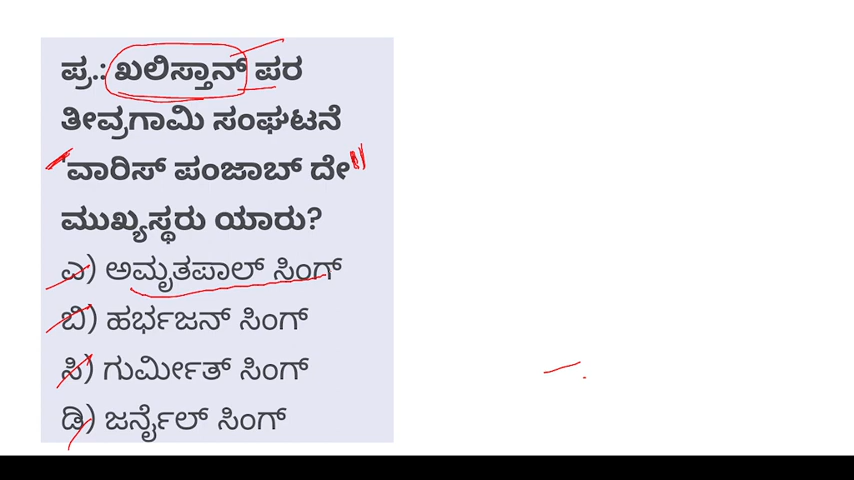 ಪ್ರ.: ಖಲಿಸ್ತಾನ್ ಪರ
ತೀವ್ರಗಾಮಿ ಸಂಘಟನೆ
'ವಾರಿಸ್ ಪಂಜಾಬ್ ದೇ'
ಮುಖ್ಯಸ್ಥರು ಯಾರು?
ಎ) ಅಮೃತಪಾಲ್ ಸಿಂಗ್
ಬಿ) ಹರ್ಭಜನ್ ಸಿಂಗ್
ಸಿ) ಗುರ್ಮೀತ್ ಸಿಂಗ್
ಡಿ) ಜರ್ನೈಲ್ ಸಿಂಗ್